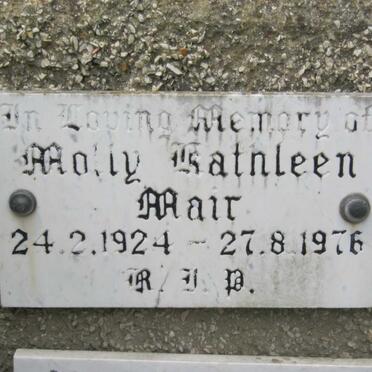 In Loving Memory of
Molly Kathleen
Mair
24.2.1924 - 27.8.1976
R.I.P.